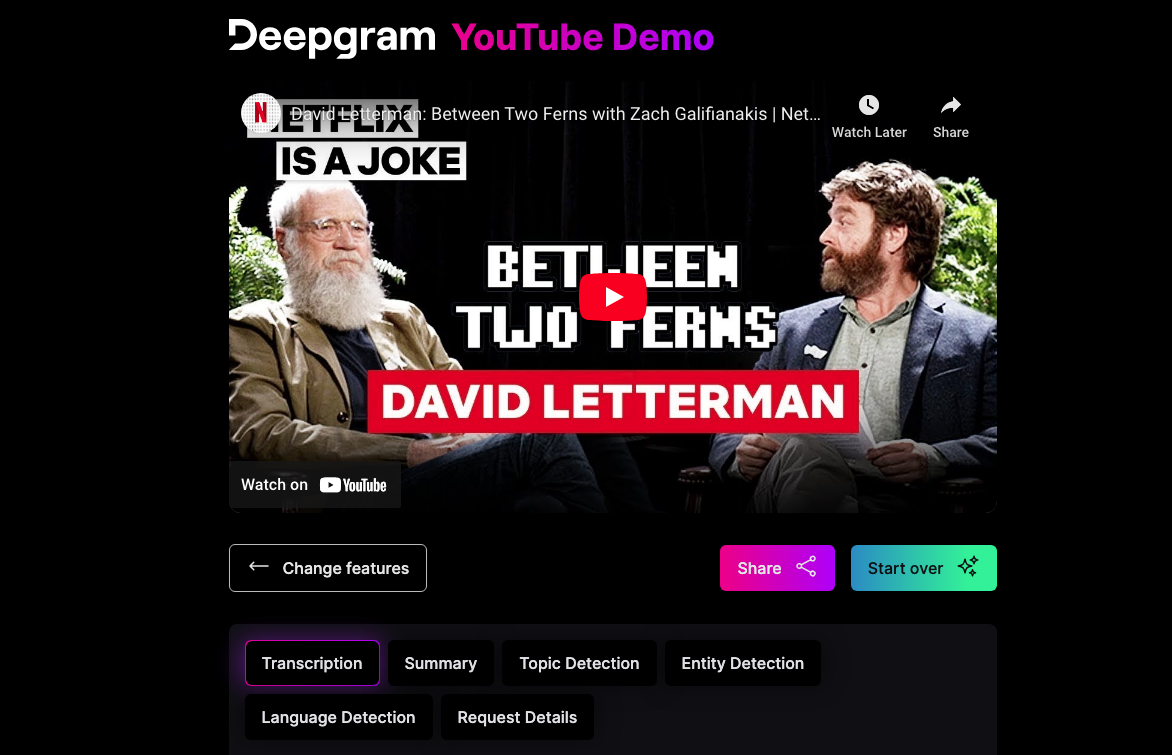 Deepgram YouTube Demo
N
NETFLIX
David Letterman: Between Two Ferns with Zach Galifianakis | Net...
Watch Later
Share
IS A JOKE
BETWEEN
TWO FERNS
DAVID LETTERMAN
Watch on YouTube
Change features
Share
Start over
Transcription
Summary
Topic Detection
Entity Detection
Language Detection
Request Details